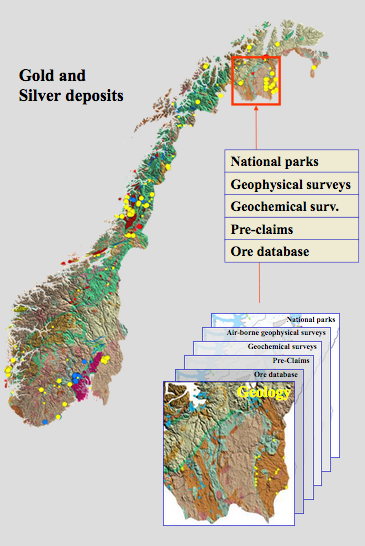 Gold and
Silver deposits
National parks
Geophysical surveys
Geochemical surv.
Pre-claims
Ore database
National parks
Air-borne geophysical surveys
Geochemical surveys
Pre-Claims
Ore database
Geology